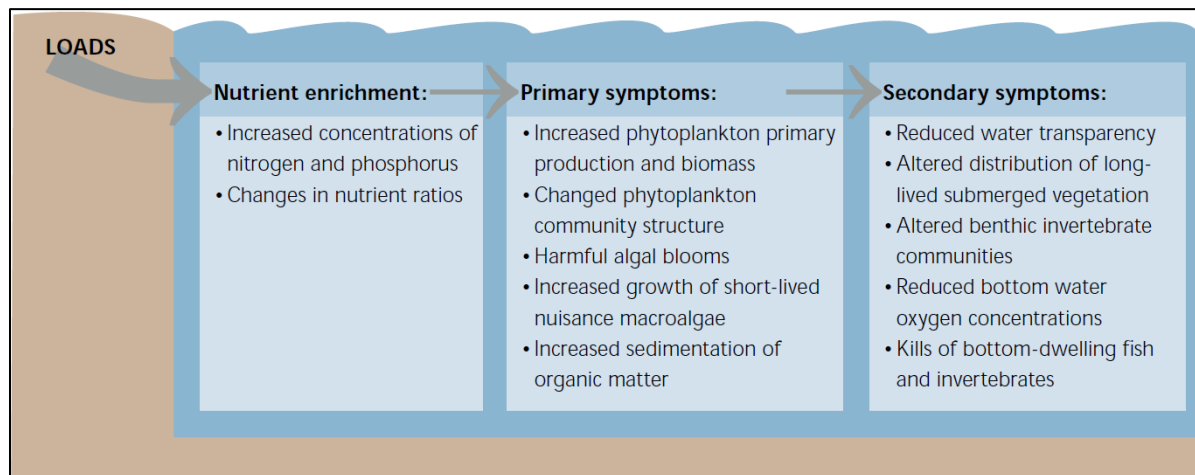 LOADS
Nutrient enrichment:
• Increased concentrations of
nitrogen and phosphorus
• Changes in nutrient ratios
Primary symptoms:
• Increased phytoplankton primary
production and biomass
• Changed phytoplankton
community structure
• Harmful algal blooms
• Increased growth of short-lived
nuisance macroalgae
• Increased sedimentation of
organic matter
Secondary symptoms:
• Reduced water transparency
• Altered distribution of long-
lived submerged vegetation
• Altered benthic invertebrate
communities
• Reduced bottom water
oxygen concentrations
• Kills of bottom-dwelling fish
and invertebrates